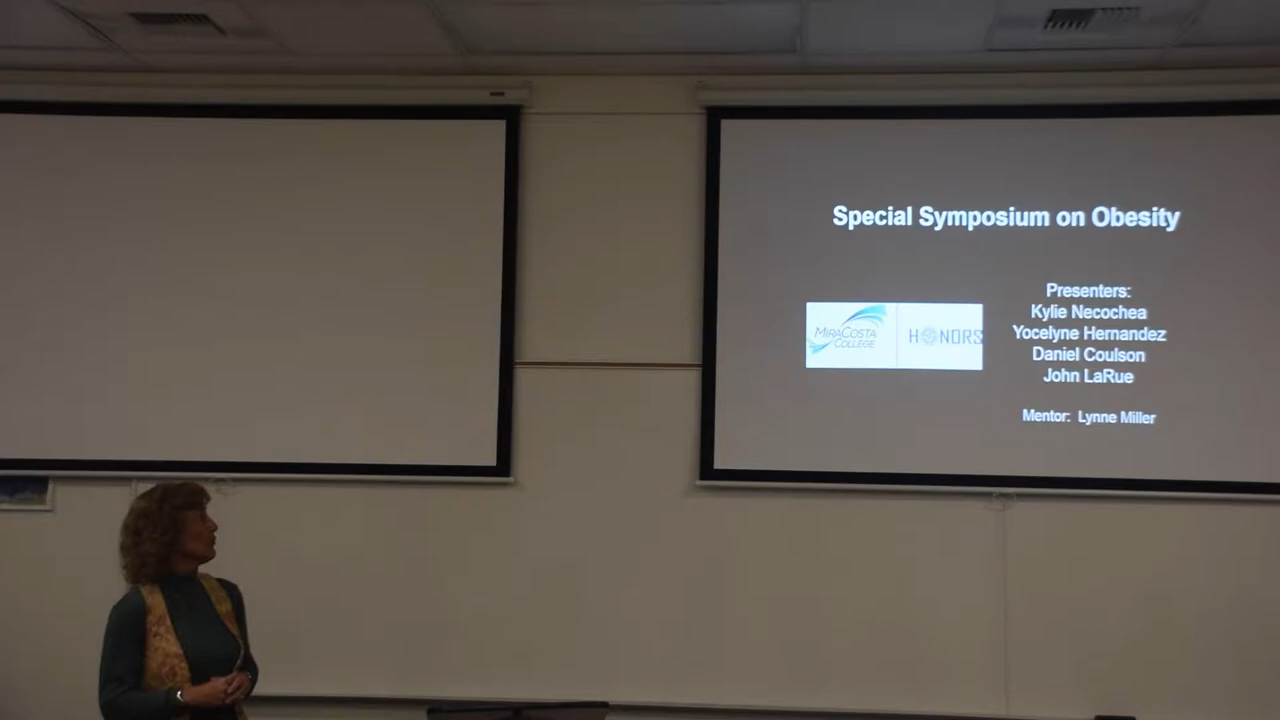 Special Symposium on Obesity
MIRACOSTA
COLLEGE
HONORS
Presenters:
Kylie Necochea
Yocelyne Hernandez
Daniel Coulson
John LaRue
Mentor: Lynne Miller